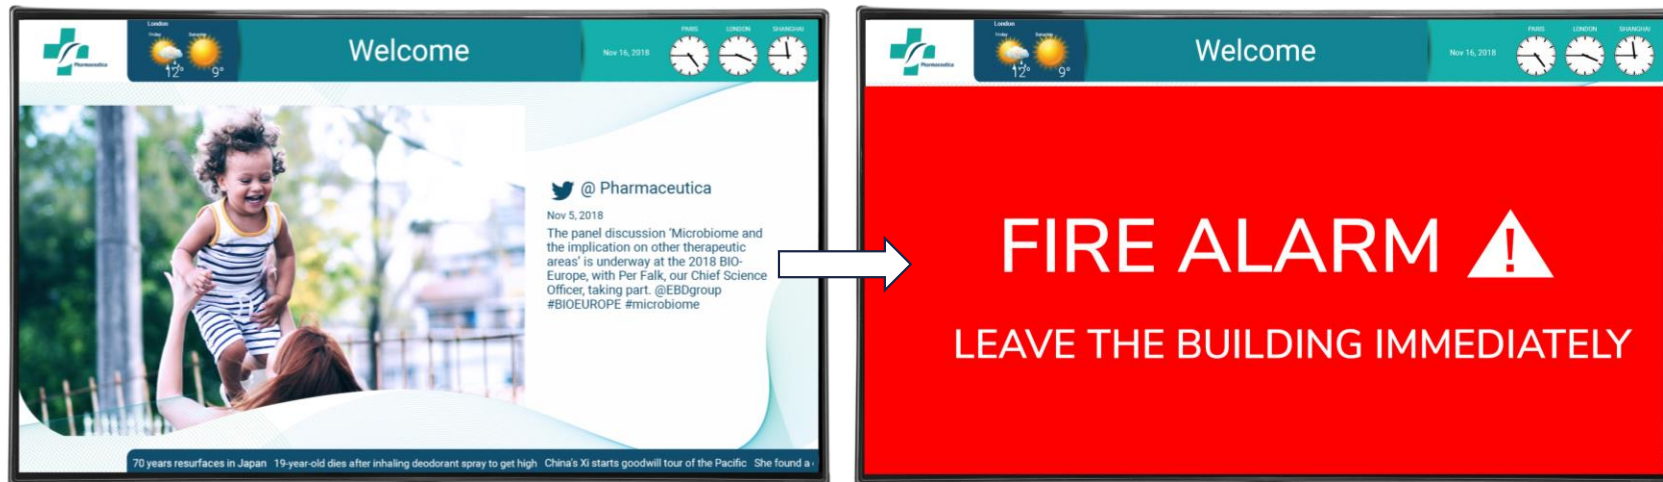 London
Friday Saturday
12° 9°
Pharmaceutica
Welcome
Nov 16, 2018
PARIS LONDON SHANGHAI
@ Pharmaceutica
Nov 5, 2018
The panel discussion 'Microbiome and
the implication on other therapeutic
areas' is underway at the 2018 BIO-
Europe, with Per Falk, our Chief Science
Officer, taking part. @EBDgroup
#BIOEUROPE #microbiome
70 years resurfaces in Japan 19-year-old dies after inhaling deodorant spray to get high China's Xi starts goodwill tour of the Pacific She found a
London
Friday Saturday
12° 9°
Pharmaceutica
Welcome
Nov 16, 2018
PARIS LONDON SHANGHAI
FIRE ALARM
LEAVE THE BUILDING IMMEDIATELY